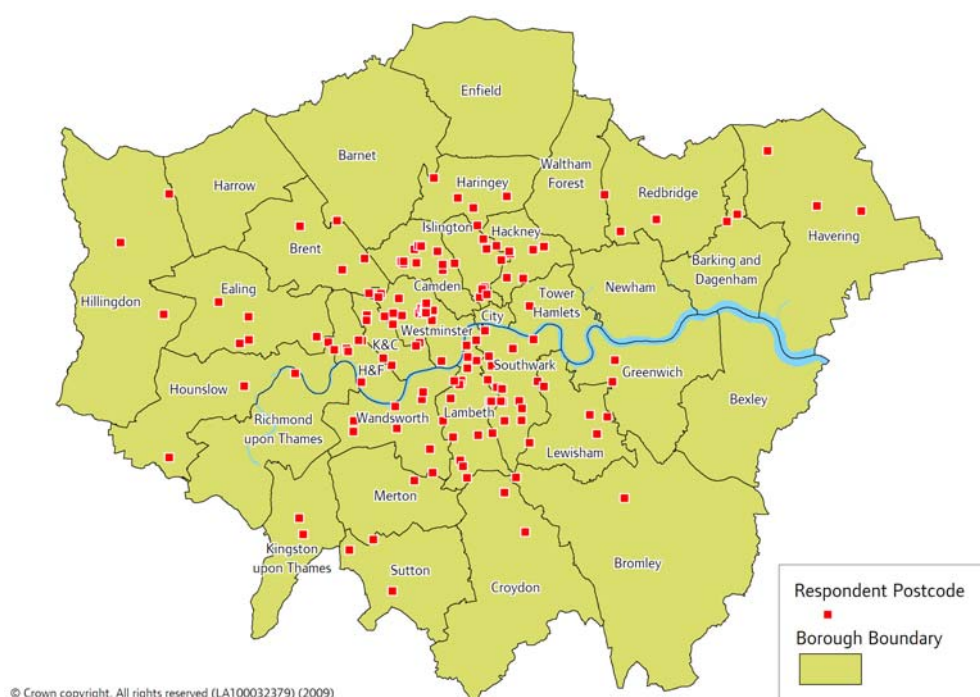 Enfield
Barnet
Harrow
Haringey
Waltham
Forest
Redbridge
Havering
Islington
Hackney
Brent
Camden
Barking and
Dagenham
Newham
Hillingdon
Ealing
Tower
Hamlets
City
Westminster
K&C
H&F
Southwark
Greenwich
Hounslow
Bexley
Richmond
upon Thames
Wandsworth
Lambeth
Lewisham
Merton
Kingston
upon Thames
Sutton
Croydon
Bromley
Respondent Postcode
Borough Boundary
© Crown copyright. All rights reserved (LA100032379) (2009)